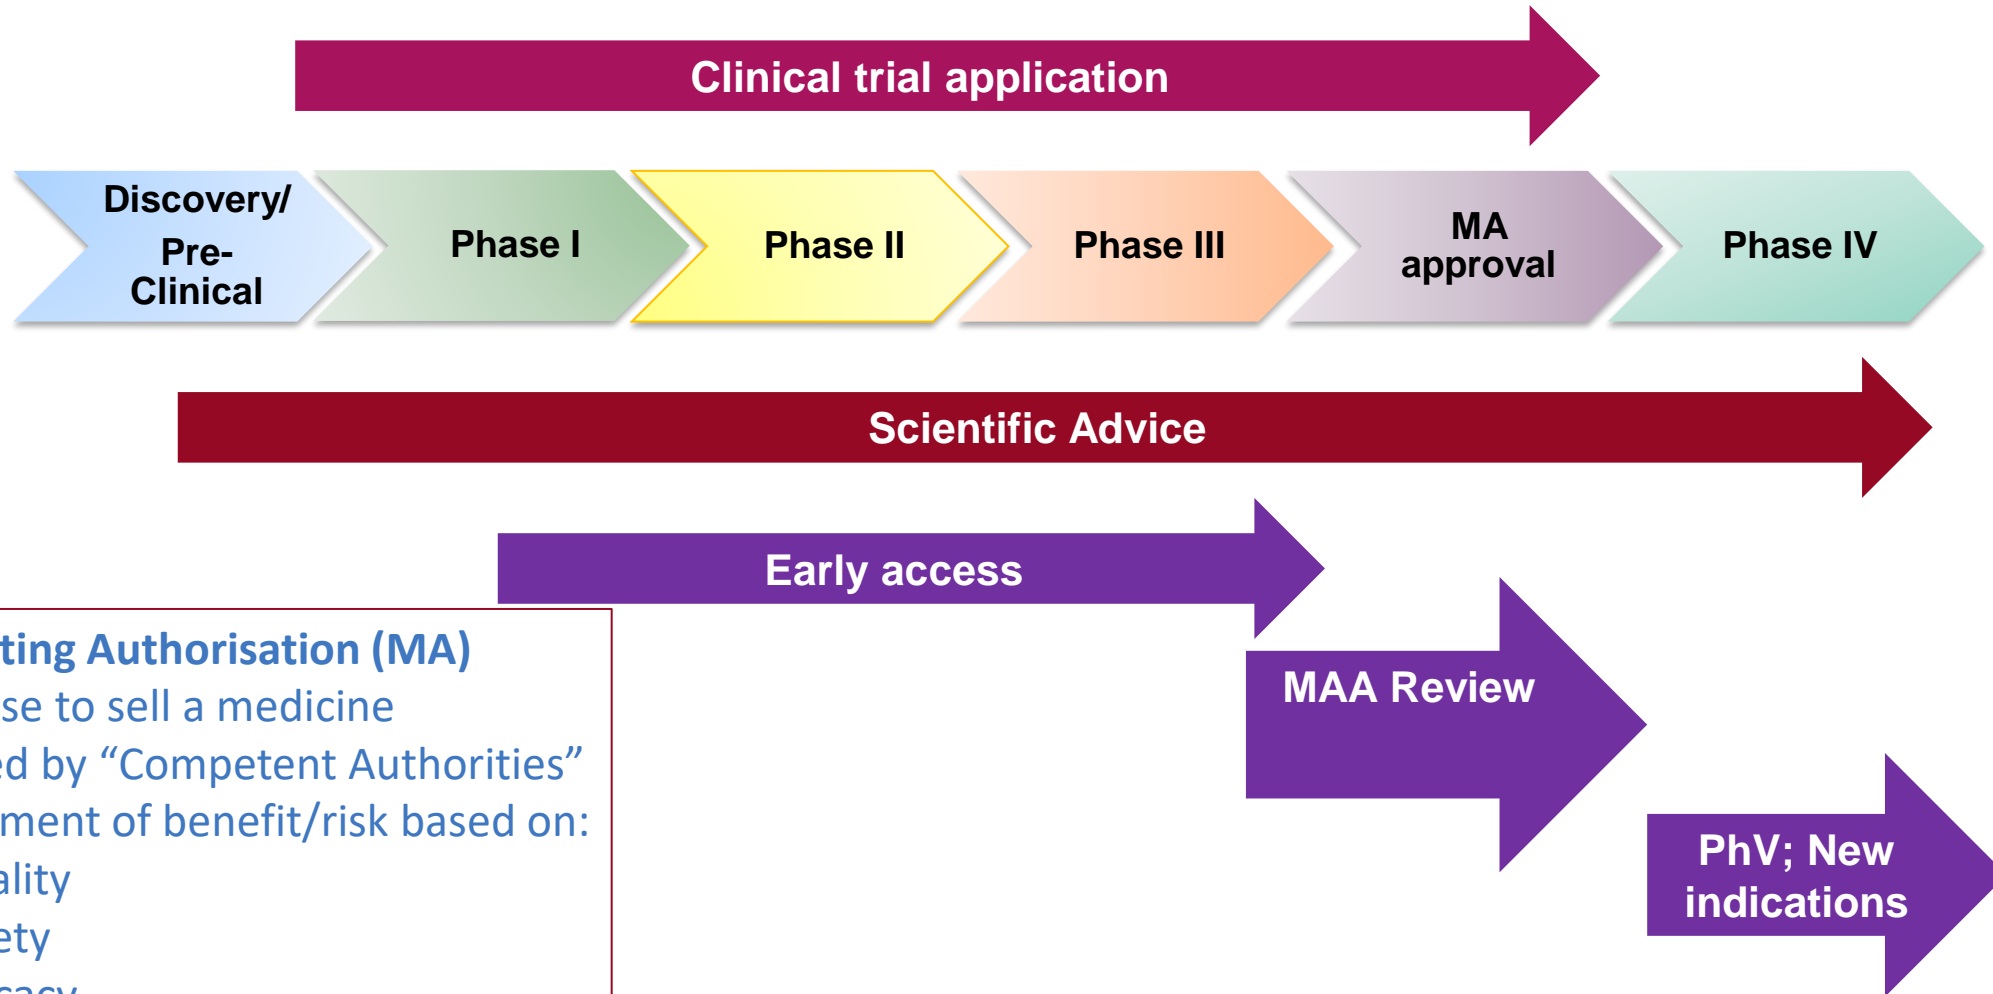 Clinical trial application
Discovery/
Pre-
Clinical
Phase I
Phase II
Phase III
MA
approval
Phase IV
Scientific Advice
Early access
ting Authorisation (MA)
se to sell a medicine
ed by “Competent Authorities”
ment of benefit/risk based on:
ality
ety
MAA Review
PhV; New
indications